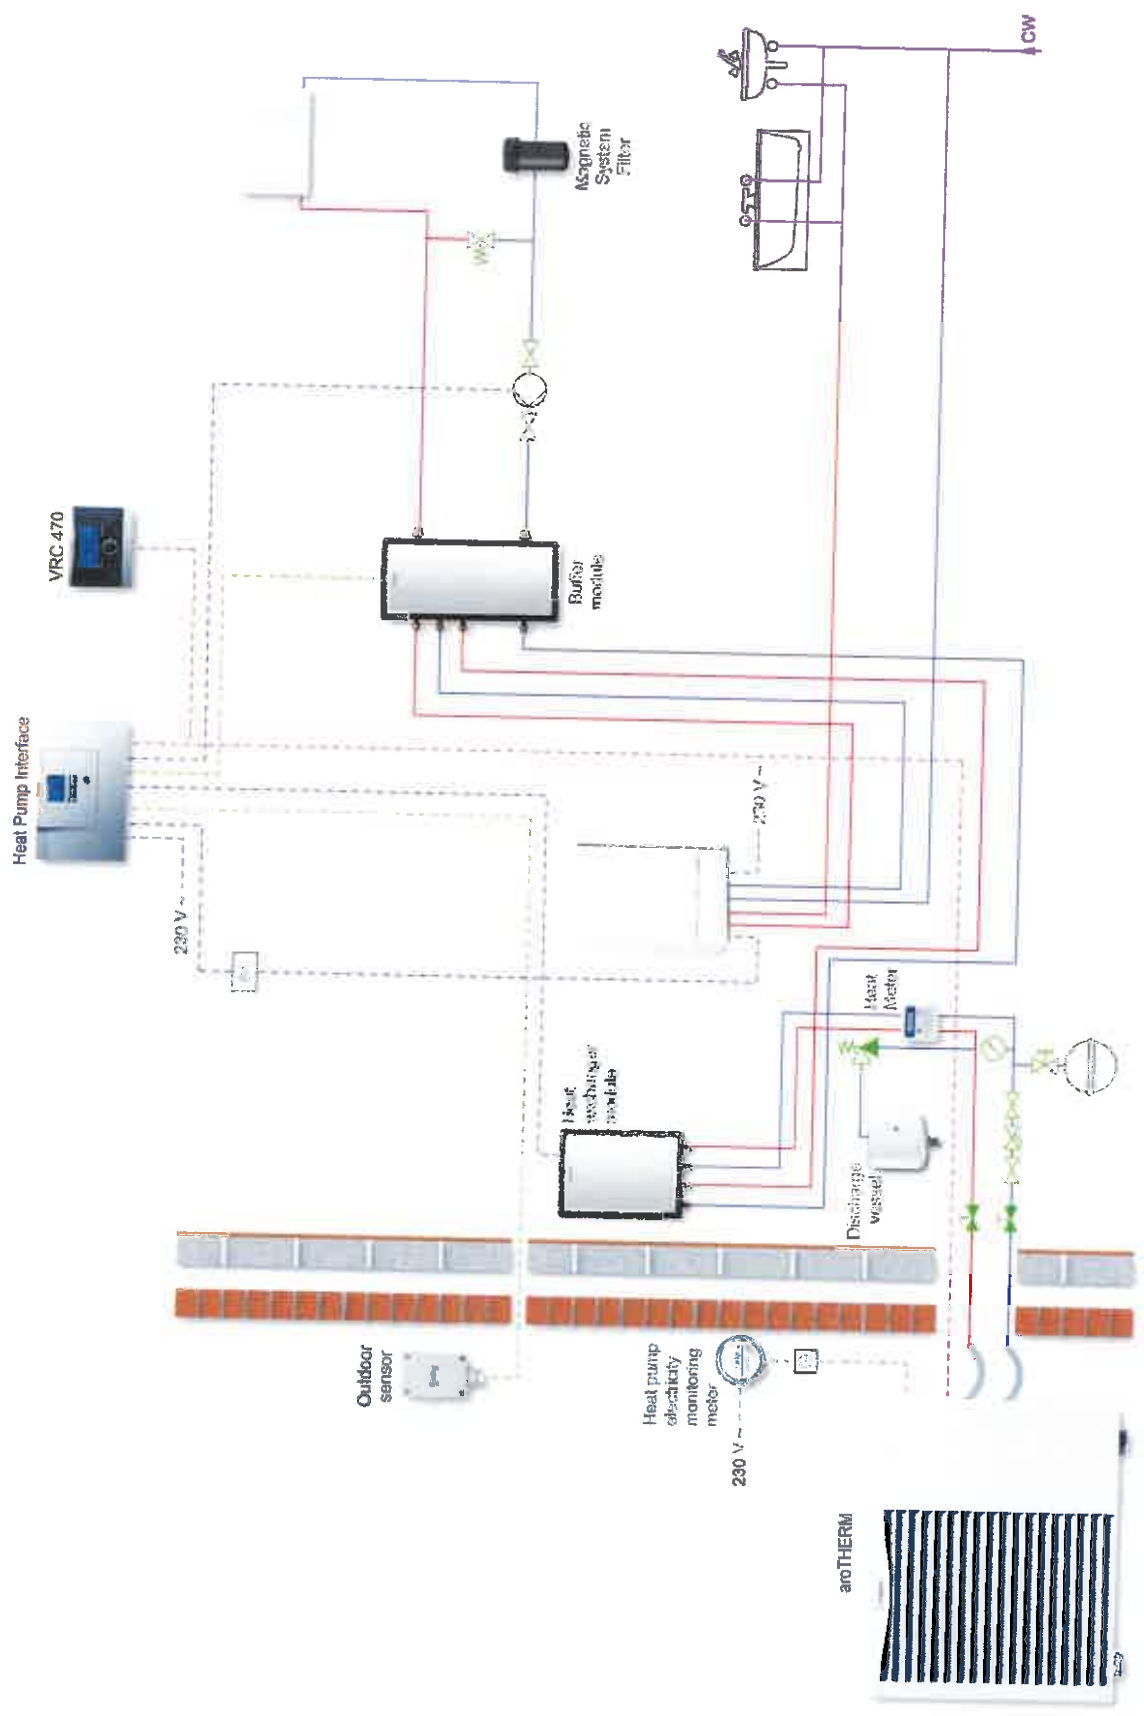 aroTHERM
Outdoor
sensor
Heat pump
electricity
monitoring
meter
230 V ~
Discharge
vessel
Heat
exchanger
module
Heat
Meter
230 V ~
Heat Pump Interface
230 V ~
VRC 470
Buffer
module
Magnetic
System
Filter
CW